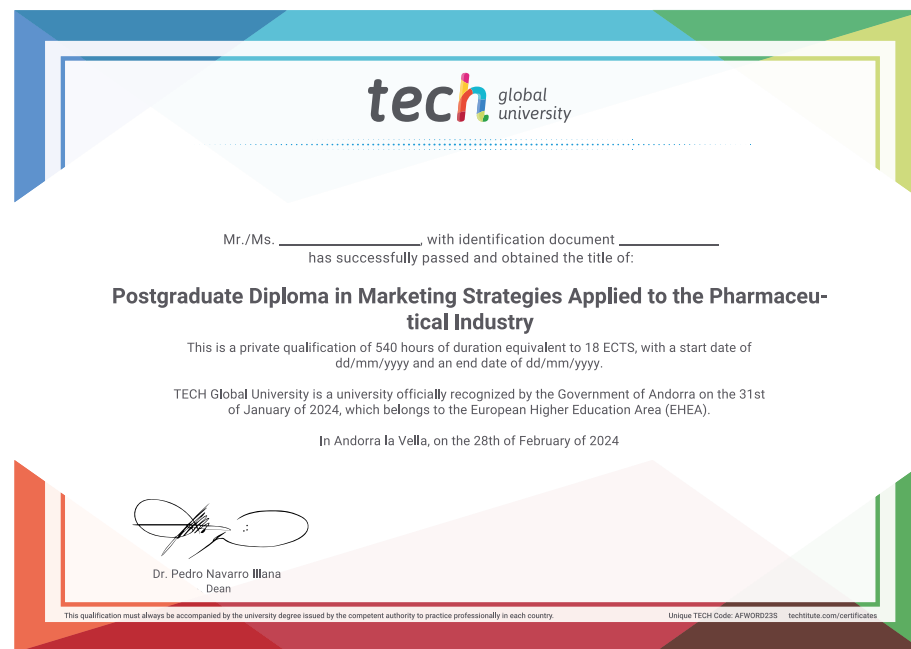 tech global
university
Mr./Ms. ____________________, with identification document ______________
has successfully passed and obtained the title of:
Postgraduate Diploma in Marketing Strategies Applied to the Pharmaceu-
tical Industry
This is a private qualification of 540 hours of duration equivalent to 18 ECTS, with a start date of
dd/mm/yyyy and an end date of dd/mm/yyyy.
TECH Global University is a university officially recognized by the Government of Andorra on the 31st
of January of 2024, which belongs to the European Higher Education Area (EHEA).
In Andorra la Vella, on the 28th of February of 2024
Dr. Pedro Navarro Illana
Dean
This qualification must always be accompanied by the university degree issued by the competent authority to practice professionally in each country. Unique TECH Code: AFWORD23S techtitute.com/certificates